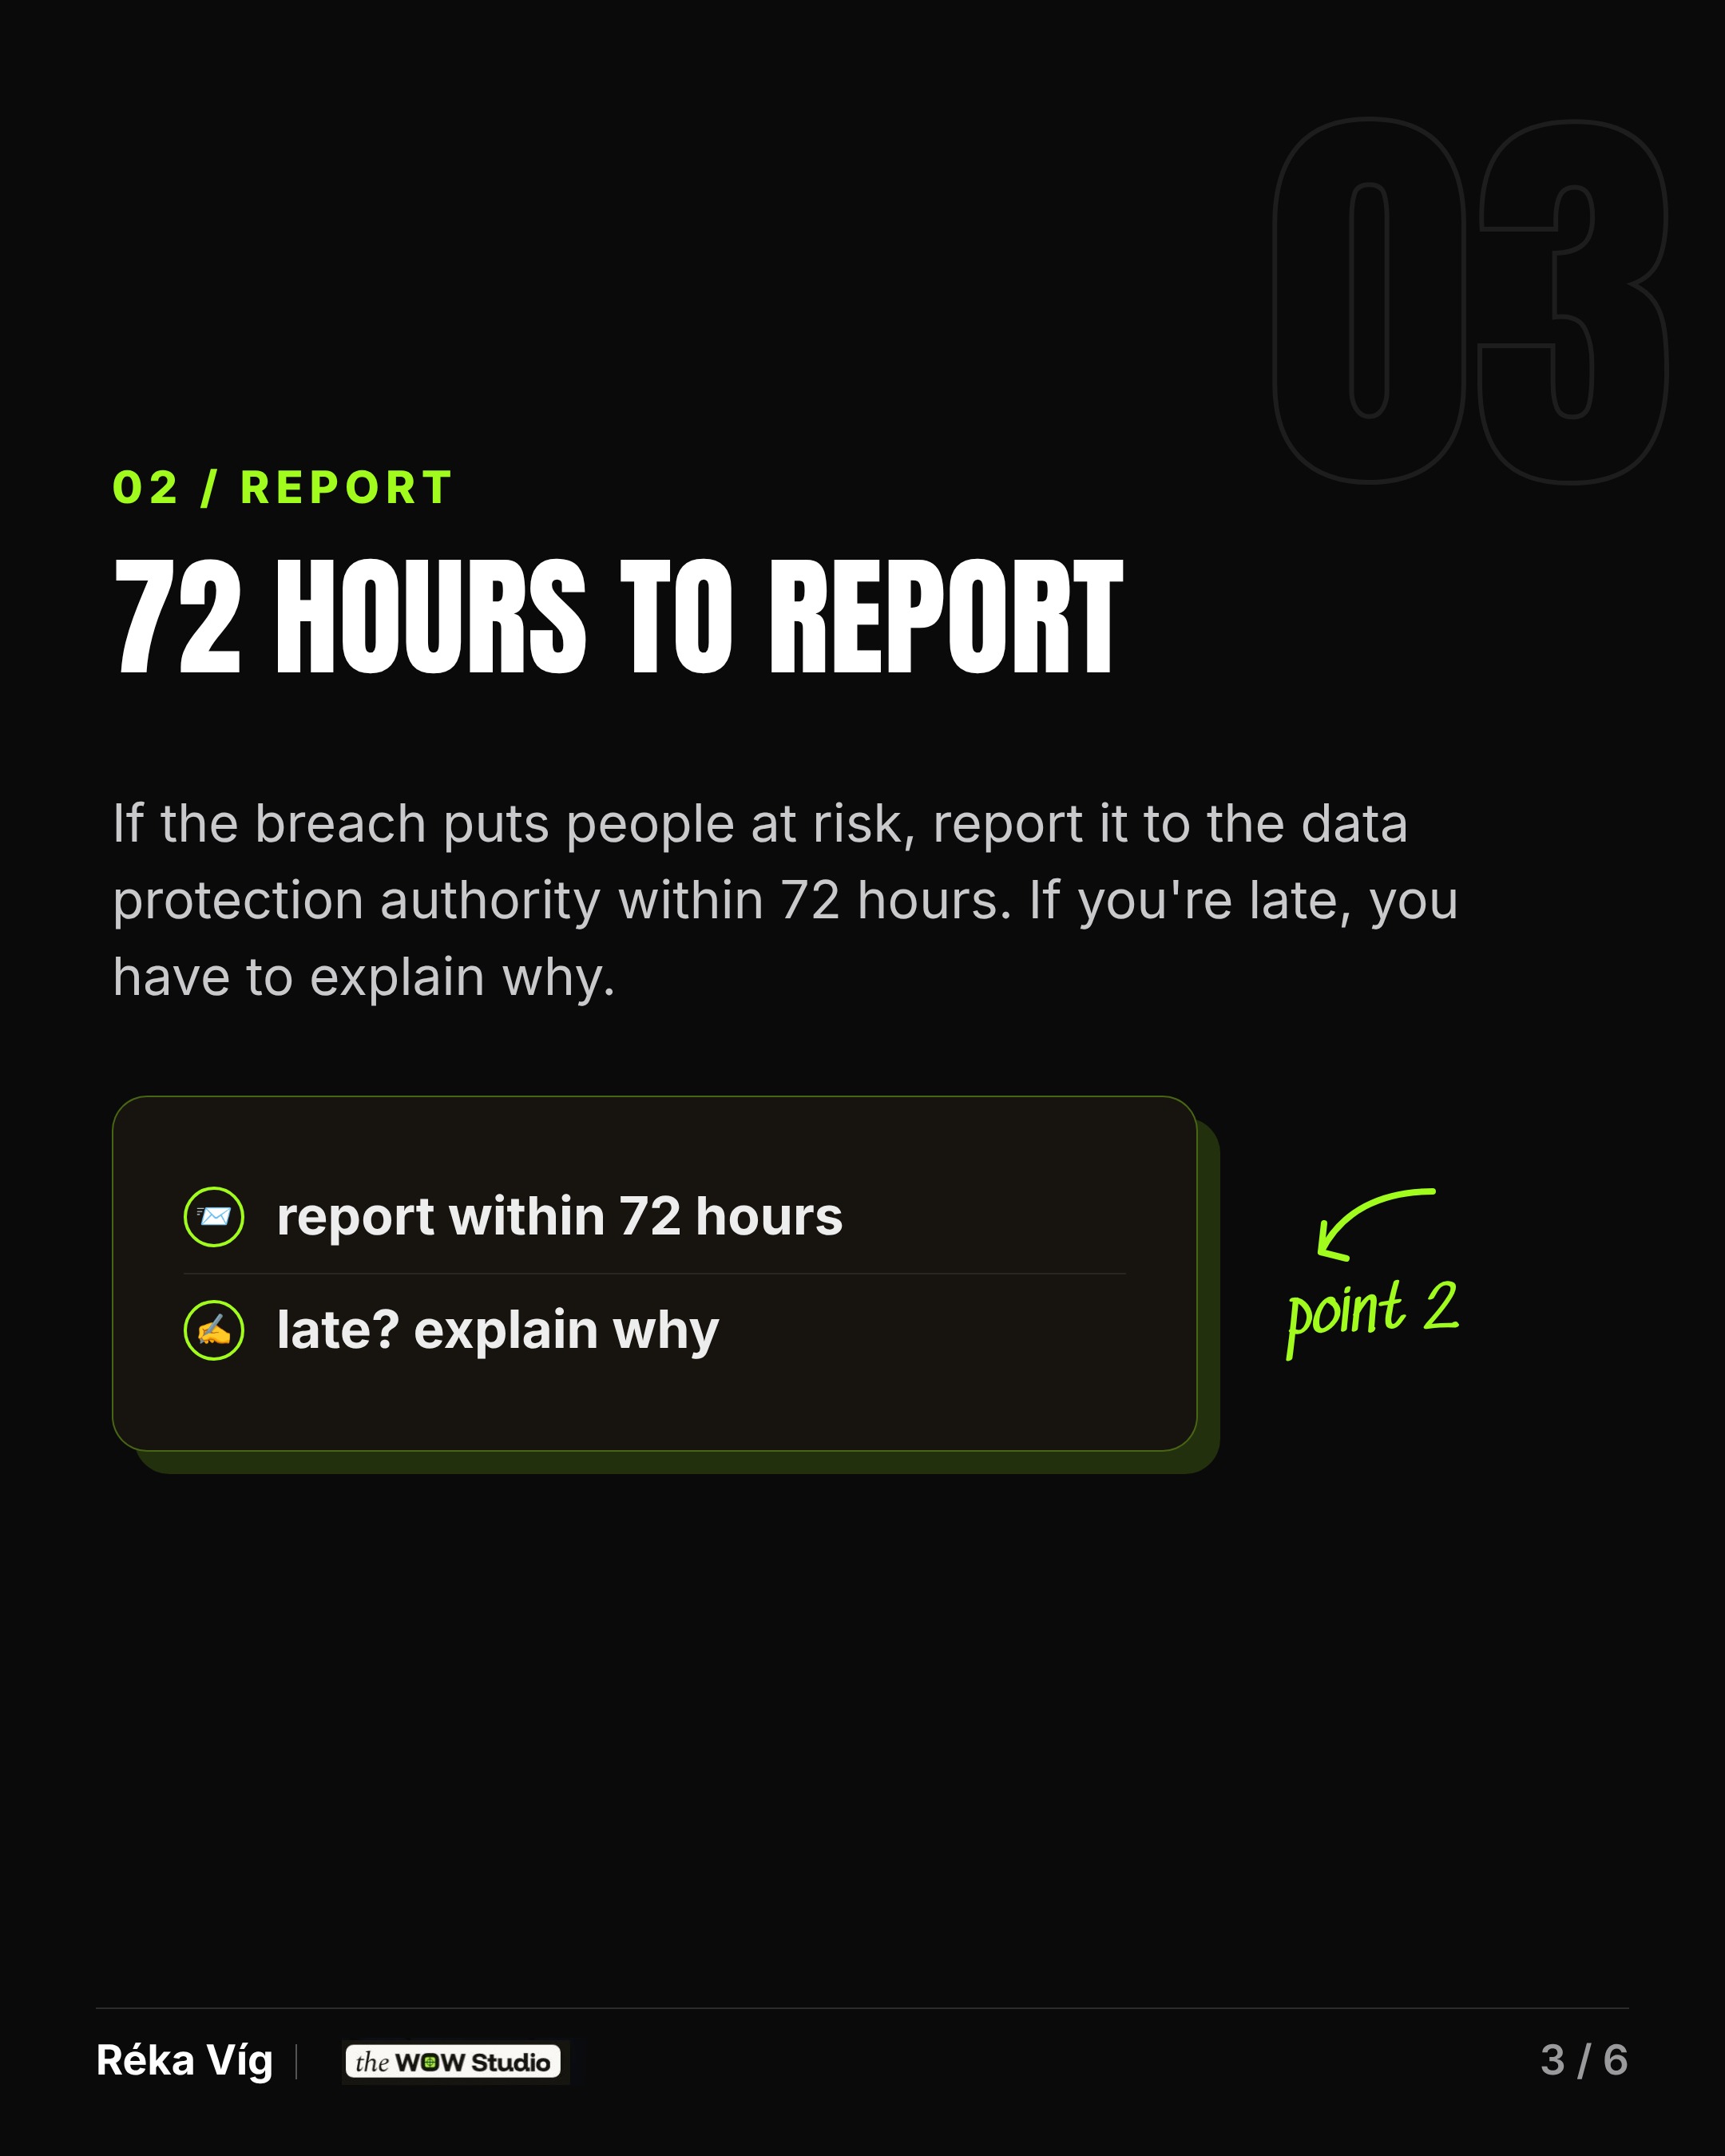 03
02 / REPORT
72 HOURS TO REPORT
If the breach puts people at risk, report it to the data
protection authority within 72 hours. If you're late, you
have to explain why.
report within 72 hours
late? explain why
point 2
Réka Víg
the WOW Studio
3 / 6